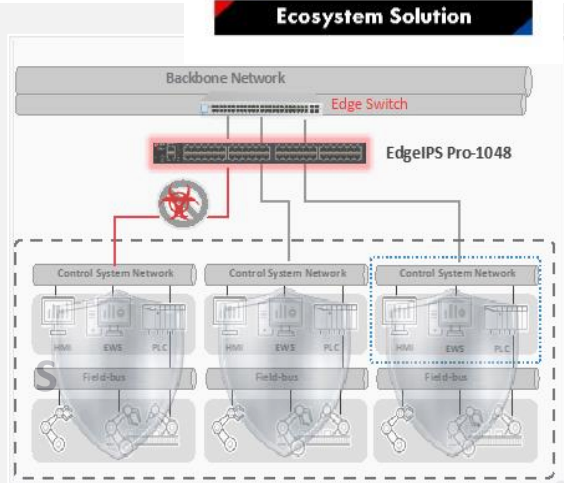 Ecosystem Solution
Backbone Network
Edge Switch
EdgeIPS Pro-1048
Control System Network Control System Network Control System Network
HMI EWS PLC HMI EWS PLC HMI EWS PLC
S
Field-bus Field-bus Field-bus